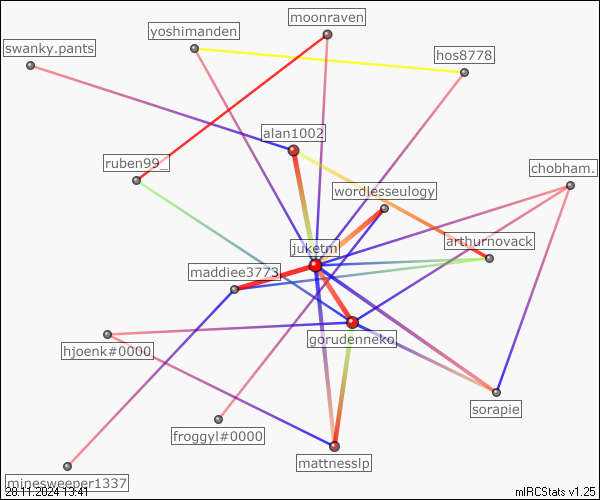 moonraven
yoshimanden
swanky.pants
hos8778
alan1002
ruben99_
chobham.
wordlesseulogy
arthurnovack
juketm
maddiee3773
gorudenneko
hjoenk#0000
sorapie
froggyl#0000
mattnesslp
minesweeper1337
28.11.2024 13:41
mIRCStats v1.25